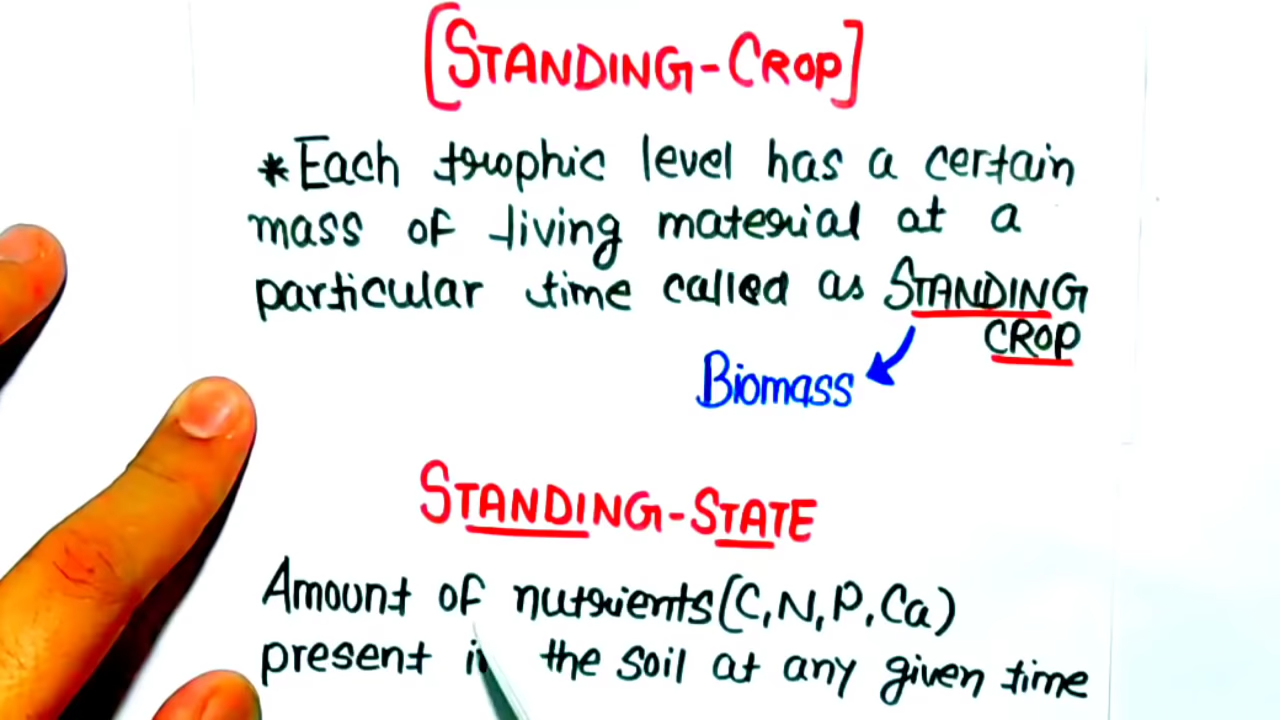 [STANDING-CROP]
*Each trophic level has a certain
mass of living material at a
particular time called as STANDING
CROP
Biomass
STANDING-STATE
Amount of nutrients (C, N, P, Ca)
present in the soil at any given time